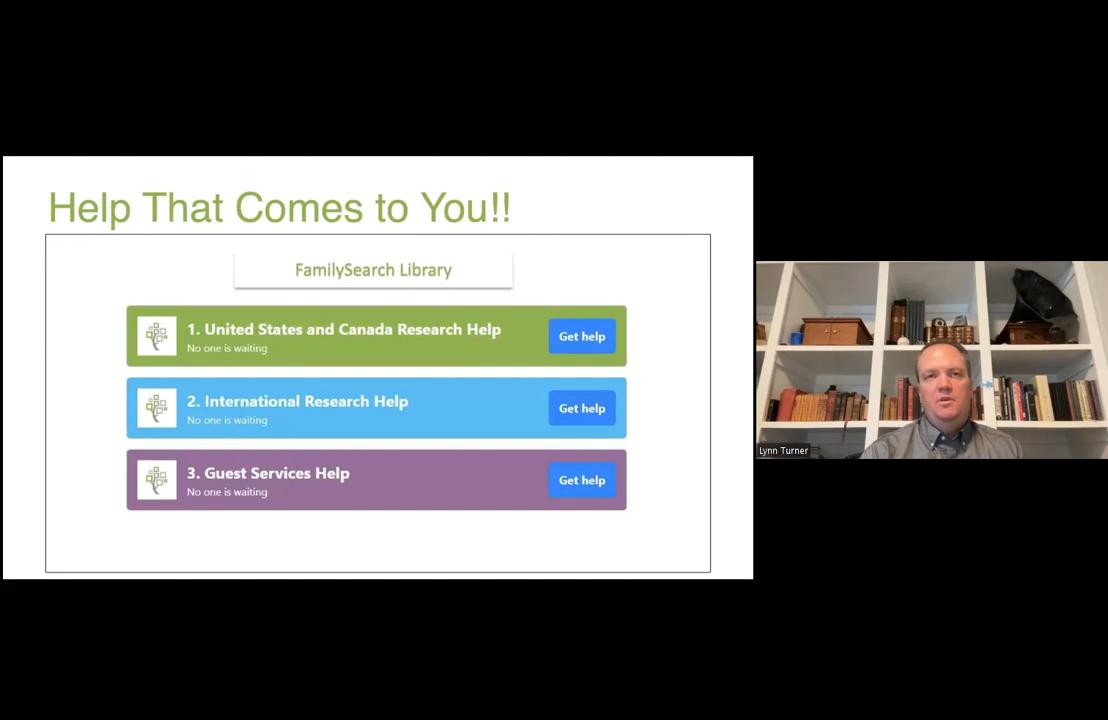 Help That Comes to You!!
FamilySearch Library
1. United States and Canada Research Help
No one is waiting
Get help
2. International Research Help
No one is waiting
Get help
3. Guest Services Help
No one is waiting
Get help
Lynn Turner